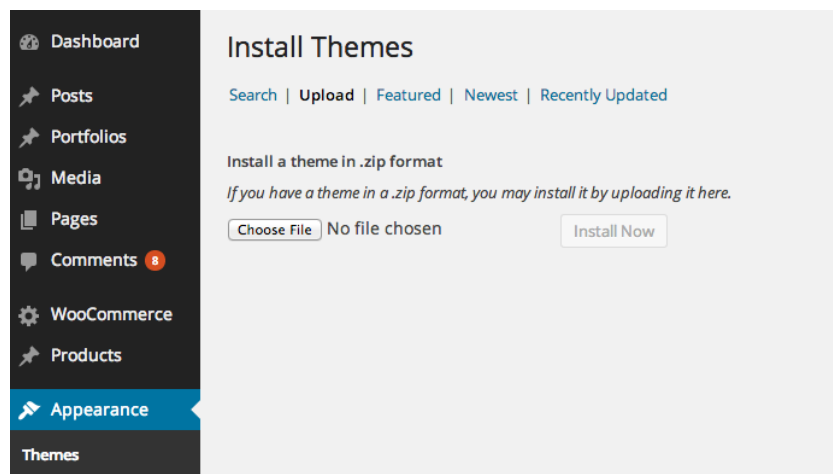 Dashboard
Posts
Portfolios
Media
Pages
Comments 8
WooCommerce
Products
Appearance
Themes
Install Themes
Search | Upload | Featured | Newest | Recently Updated
Install a theme in .zip format
If you have a theme in a .zip format, you may install it by uploading it here.
Choose File No file chosen Install Now